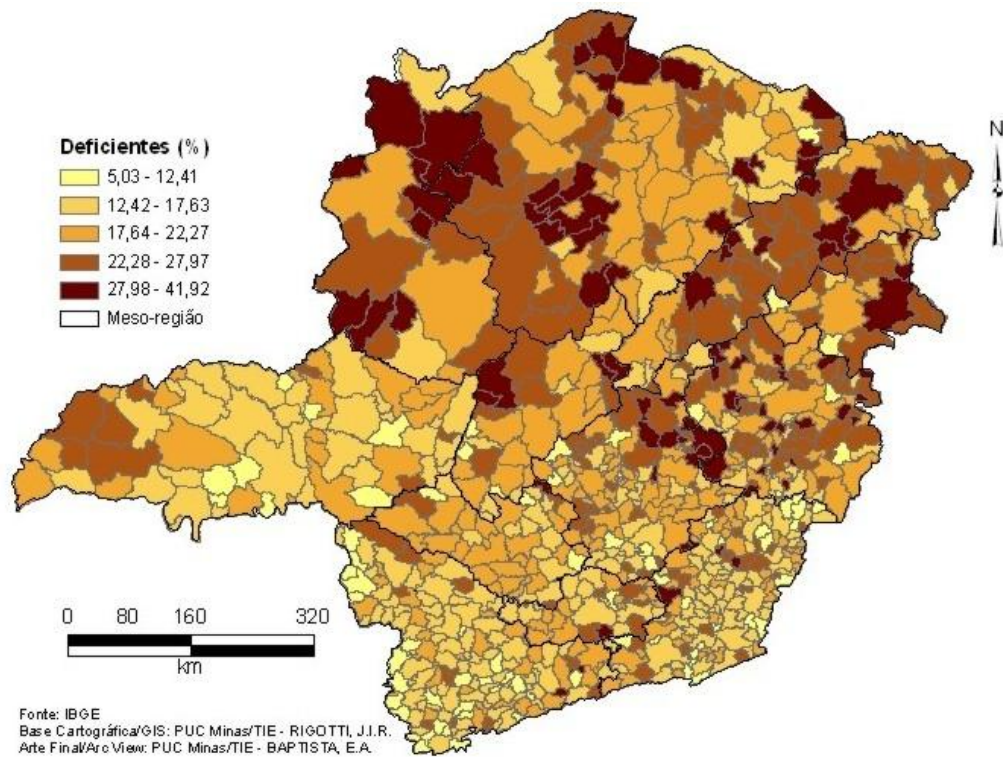 Deficientes (%)
5,03 - 12,41
12,42 - 17,63
17,64 - 22,27
22,28 - 27,97
27,98 - 41,92
Meso-região
N
0 80 160 320
km
Fonte: IBGE
Base Cartográfica/GIS: PUC Minas/TIE - RIGOTTI, J.I.R.
Arte Final/Arc View: PUC Minas/TIE - BAPTISTA, E.A.